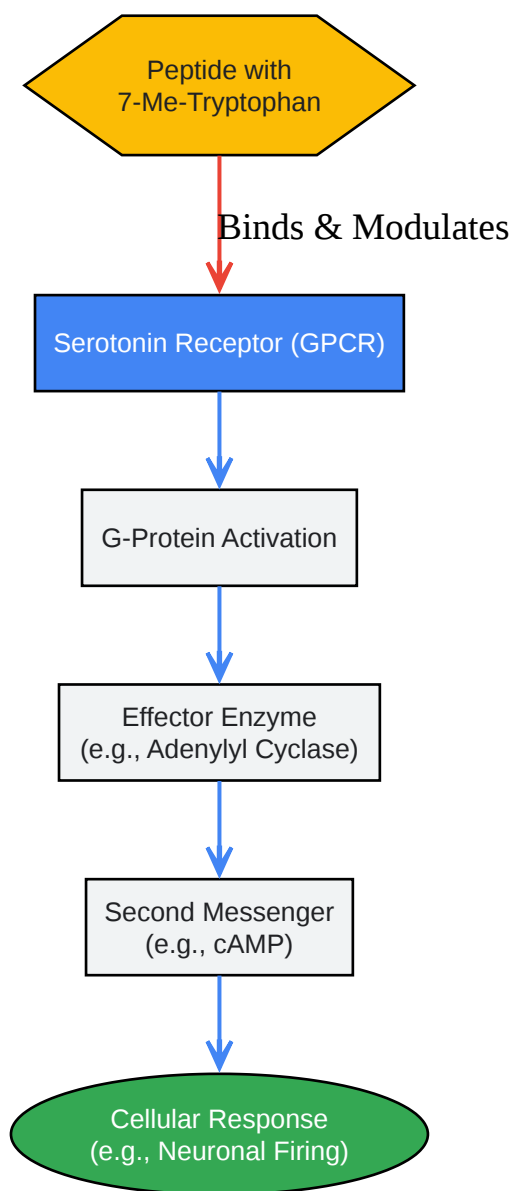 Peptide with
7-Me-Tryptophan
Binds & Modulates
Serotonin Receptor (GPCR)
G-Protein Activation
Effector Enzyme
(e.g., Adenylyl Cyclase)
Second Messenger
(e.g., cAMP)
Cellular Response
(e.g., Neuronal Firing)